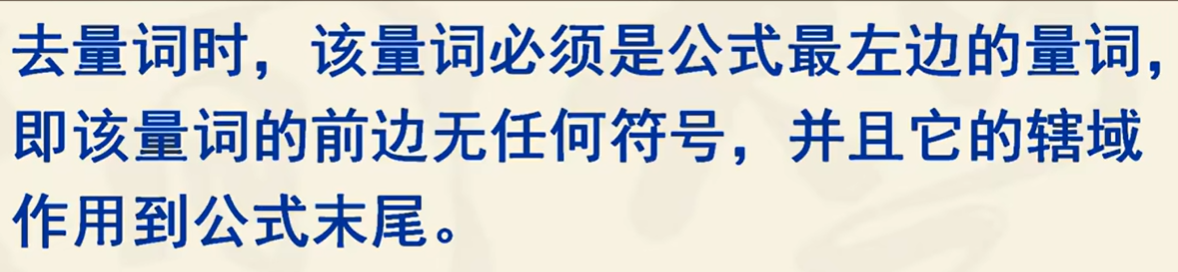 去量词时，该量词必须是公式最左边的量词，
即该量词的前边无任何符号，并且它的辖域
作用到公式末尾。